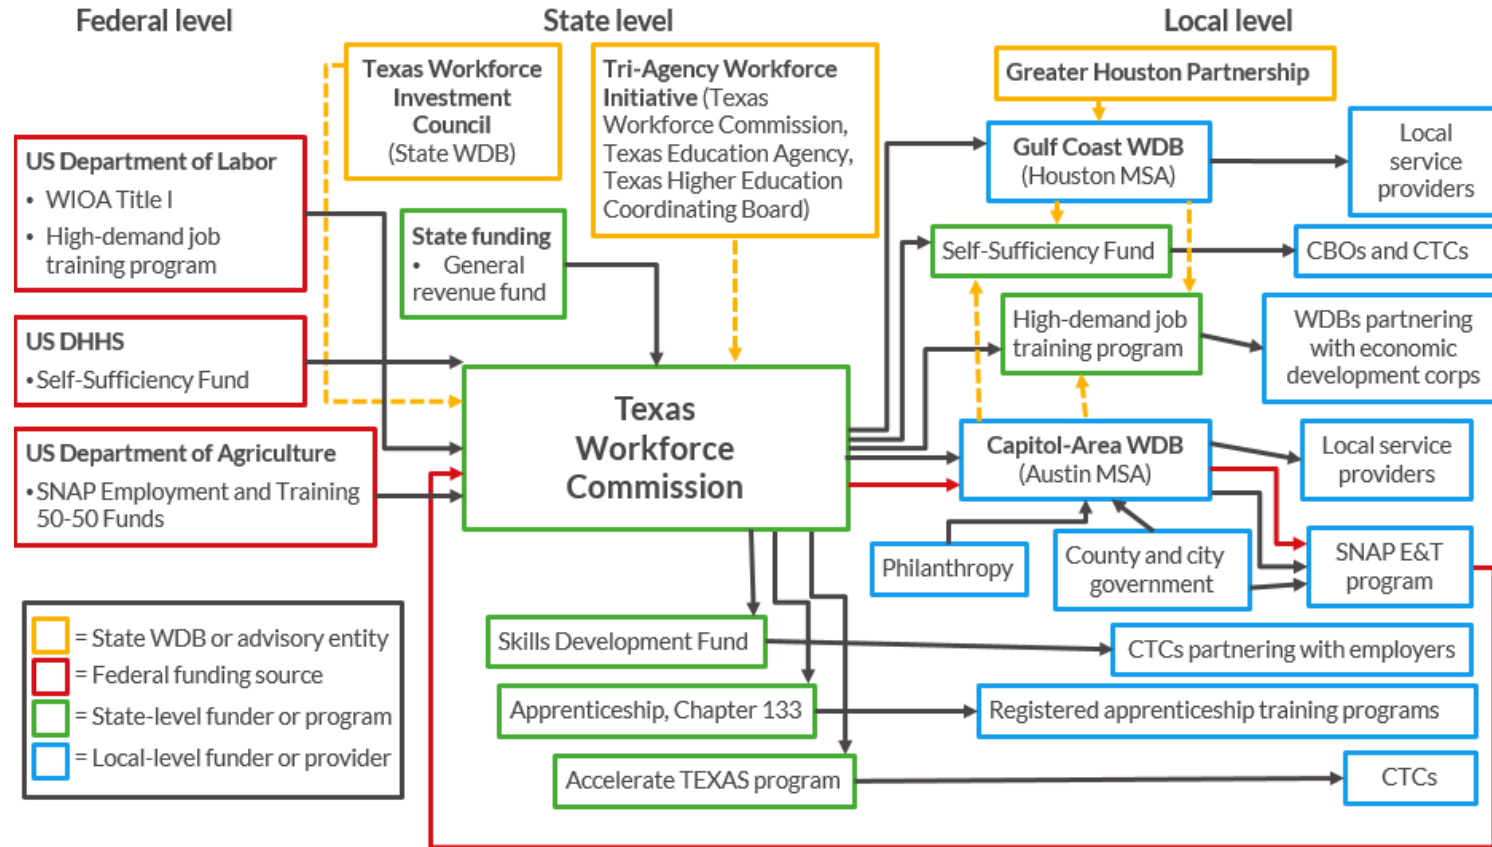 Federal level
State level
Local level
Texas Workforce
Investment
Council
(State WDB)
Tri-Agency Workforce
Initiative (Texas
Workforce Commission,
Texas Education Agency,
Texas Higher Education
Coordinating Board)
Greater Houston Partnership
US Department of Labor
• WIOA Title I
• High-demand job
training program
Gulf Coast WDB
(Houston MSA)
Local
service
providers
State funding
• General
revenue fund
Self-Sufficiency Fund
CBOs and CTCs
US DHHS
• Self-Sufficiency Fund
High-demand job
training program
WDBs partnering
with economic
development corps
US Department of Agriculture
• SNAP Employment and Training
50-50 Funds
Texas
Workforce
Commission
Capitol-Area WDB
(Austin MSA)
Local service
providers
Philanthropy
County and city
government
SNAP E&T
program
= State WDB or advisory entity
= Federal funding source
= State-level funder or program
= Local-level funder or provider
Skills Development Fund
CTCs partnering with employers
Apprenticeship, Chapter 133
Registered apprenticeship training programs
Accelerate TEXAS program
CTCs